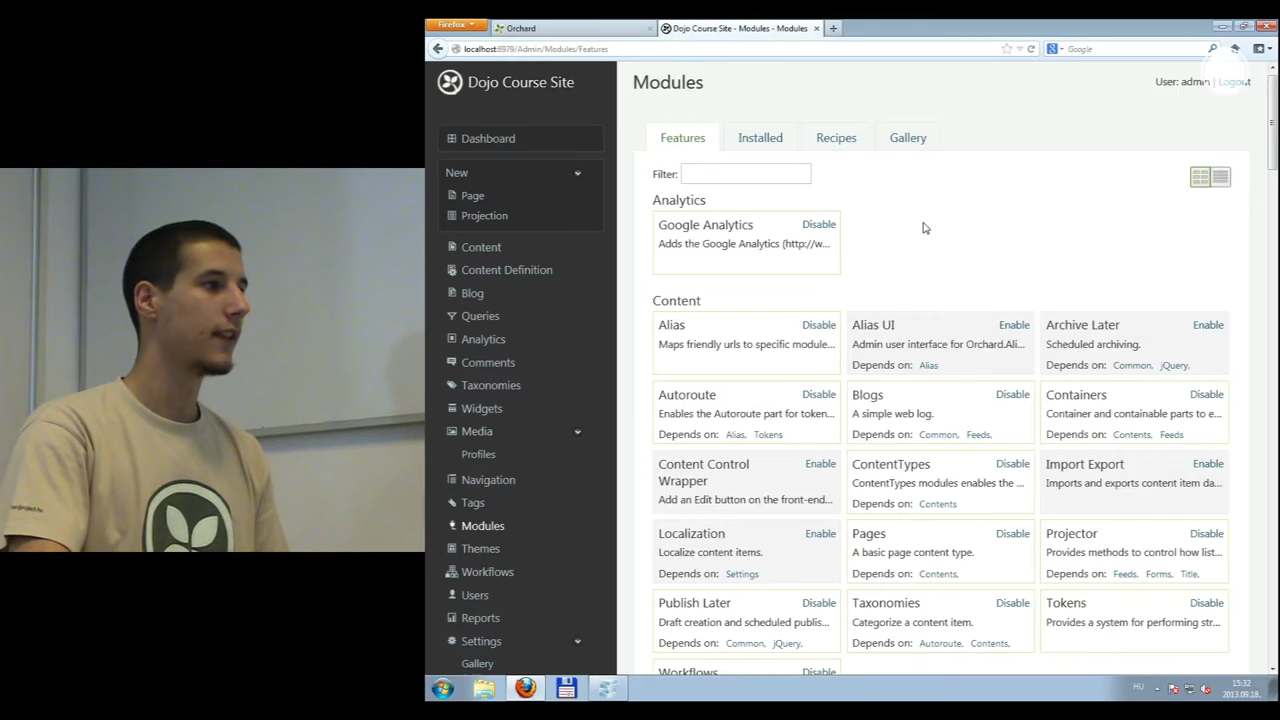 Firefox
Orchard
Dojo Course Site - Modules - Modules
localhost:8979/Admin/Modules/Features
Google
Dojo Course Site
Modules
User: admin | Logout
Dashboard
New
Page
Projection
Content
Content Definition
Blog
Queries
Analytics
Comments
Taxonomies
Widgets
Media
Profiles
Navigation
Tags
Modules
Themes
Workflows
Users
Reports
Settings
Gallery
Features Installed Recipes Gallery
Filter:
Analytics
Google Analytics Disable
Adds the Google Analytics (http://w...
Content
Alias Disable
Maps friendly urls to specific module...
Alias UI Enable
Admin user interface for Orchard.Ali...
Depends on: Alias
Archive Later Enable
Scheduled archiving.
Depends on: Common, jQuery,
Autoroute Disable
Enables the Autoroute part for token...
Depends on: Alias, Tokens
Blogs Disable
A simple web log.
Depends on: Common, Feeds,
Containers Disable
Container and containable parts to e...
Depends on: Contents, Feeds
Content Control Enable
Wrapper
Add an Edit button on the front-end...
ContentTypes Disable
ContentTypes modules enables the ...
Depends on: Contents
Import Export Enable
Imports and exports content item da...
Localization Enable
Localize content items.
Depends on: Settings
Pages Disable
A basic page content type.
Depends on: Contents,
Projector Disable
Provides methods to control how list...
Depends on: Feeds, Forms, Title,
Publish Later Disable
Draft creation and scheduled publis...
Depends on: Common, jQuery,
Taxonomies Disable
Categorize a content item.
Depends on: Autoroute, Contents,
Tokens Disable
Provides a system for performing str...
Workflows Disable
HU
15:32
2013.09.18.